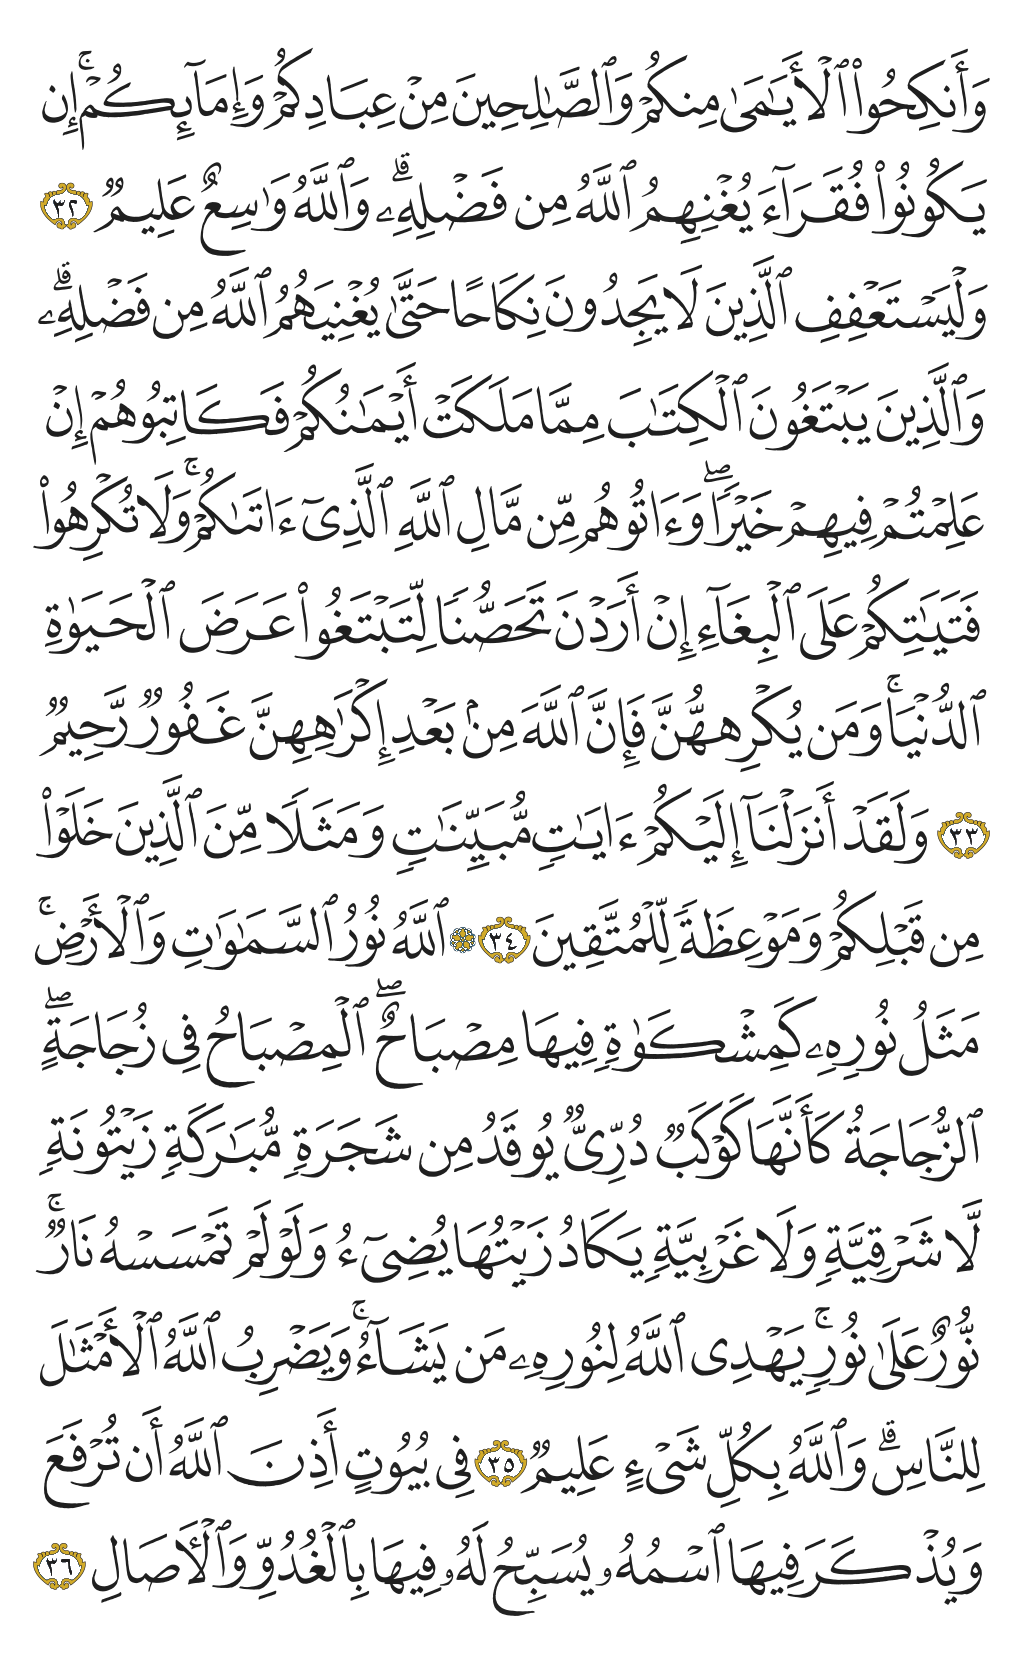 وَأَنكِحُوا۟ ٱلْأَيَـٰمَىٰ مِنكُمْ وَٱلصَّـٰلِحِينَ مِنْ عِبَادِكُمْ وَإِمَآئِكُمْ ۚ إِن
يَكُونُوا۟ فُقَرَآءَ يُغْنِهِمُ ٱللَّهُ مِن فَضْلِهِۦ ۗ وَٱللَّهُ وَٰسِعٌ عَلِيمٌ ٣٢
وَلْيَسْتَعْفِفِ ٱلَّذِينَ لَا يَجِدُونَ نِكَاحًا حَتَّىٰ يُغْنِيَهُمُ ٱللَّهُ مِن فَضْلِهِۦ ۗ
وَٱلَّذِينَ يَبْتَغُونَ ٱلْكِتَـٰبَ مِمَّا مَلَكَتْ أَيْمَـٰنُكُمْ فَكَاتِبُوهُمْ إِنْ
عَلِمْتُمْ فِيهِمْ خَيْرًا ۖ وَءَاتُوهُم مِّن مَّالِ ٱللَّهِ ٱلَّذِىٓ ءَاتَىٰكُمْ ۚ وَلَا تُكْرِهُوا۟
فَتَيَـٰتِكُمْ عَلَى ٱلْبِغَآءِ إِنْ أَرَدْنَ تَحَصُّنًا لِّتَبْتَغُوا۟ عَرَضَ ٱلْحَيَوٰةِ
ٱلدُّنْيَا ۚ وَمَن يُكْرِههُّنَّ فَإِنَّ ٱللَّهَ مِنۢ بَعْدِ إِكْرَٰهِهِنَّ غَفُورٌ رَّحِيمٌ
٣٣ وَلَقَدْ أَنزَلْنَآ إِلَيْكُمْ ءَايَـٰتٍ مُّبَيِّنَـٰتٍ وَمَثَلًا مِّنَ ٱلَّذِينَ خَلَوْا۟
مِن قَبْلِكُمْ وَمَوْعِظَةً لِّلْمُتَّقِينَ ٣٤ ۞ ٱللَّهُ نُورُ ٱلسَّمَـٰوَٰتِ وَٱلْأَرْضِ ۚ
مَثَلُ نُورِهِۦ كَمِشْكَوٰةٍ فِيهَا مِصْبَاحٌ ۖ ٱلْمِصْبَاحُ فِى زُجَاجَةٍ ۖ
ٱلزُّجَاجَةُ كَأَنَّهَا كَوْكَبٌ دُرِّىٌّ يُوقَدُ مِن شَجَرَةٍ مُّبَـٰرَكَةٍ زَيْتُونَةٍ
لَّا شَرْقِيَّةٍ وَلَا غَرْبِيَّةٍ يَكَادُ زَيْتُهَا يُضِىٓءُ وَلَوْ لَمْ تَمْسَسْهُ نَارٌ ۚ
نُّورٌ عَلَىٰ نُورٍ ۗ يَهْدِى ٱللَّهُ لِنُورِهِۦ مَن يَشَآءُ ۚ وَيَضْرِبُ ٱللَّهُ ٱلْأَمْثَـٰلَ
لِلنَّاسِ ۗ وَٱللَّهُ بِكُلِّ شَىْءٍ عَلِيمٌ ٣٥ فِى بُيُوتٍ أَذِنَ ٱللَّهُ أَن تُرْفَعَ
وَيُذْكَرَ فِيهَا ٱسْمُهُۥ يُسَبِّحُ لَهُۥ فِيهَا بِٱلْغُدُوِّ وَٱلْـَٔاصَالِ ٣٦